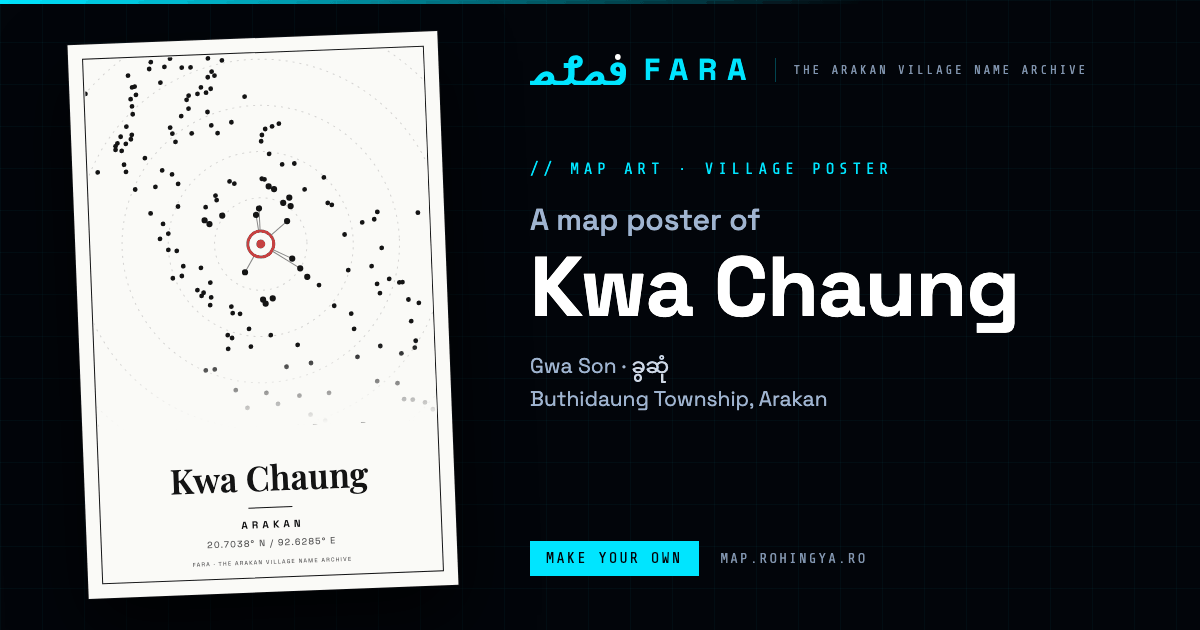 FARA
THE ARAKAN VILLAGE NAME ARCHIVE
// MAP ART · VILLAGE POSTER
A map poster of
Kwa Chaung
Gwa Son · ခွဆုံ
Buthidaung Township, Arakan
MAKE YOUR OWN
MAP.ROHINGYA.RO
Kwa Chaung
ARAKAN
20.7038° N / 92.6285° E
FARA · THE ARAKAN VILLAGE NAME ARCHIVE